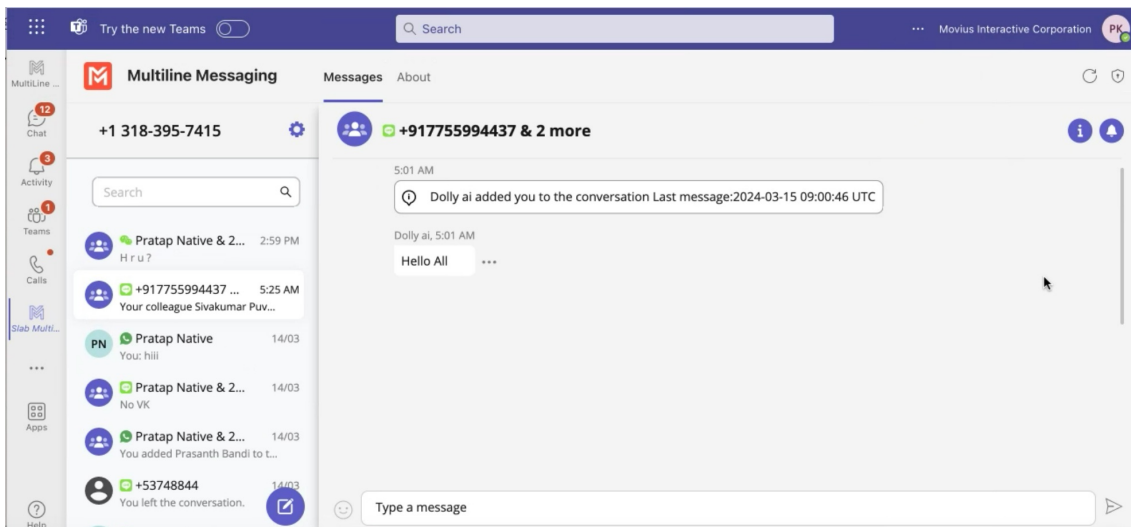 Try the new Teams
Search
... Movius Interactive Corporation PK
MultiLine ...
12
Chat
3
Activity
1
Teams
Calls
Slab Multi...
...
Apps
Help
Multiline Messaging
Messages About
+1 318-395-7415
Search
Pratap Native & 2... 2:59 PM
H r u ?
+917755994437 ... 5:25 AM
Your colleague Sivakumar Puv...
PN Pratap Native 14/03
You: hiii
Pratap Native & 2... 14/03
No VK
Pratap Native & 2... 14/03
You added Prasanth Bandi to t...
+53748844 14/03
You left the conversation.
+917755994437 & 2 more
5:01 AM
Dolly ai added you to the conversation Last message:2024-03-15 09:00:46 UTC
Dolly ai, 5:01 AM
Hello All ...
Type a message